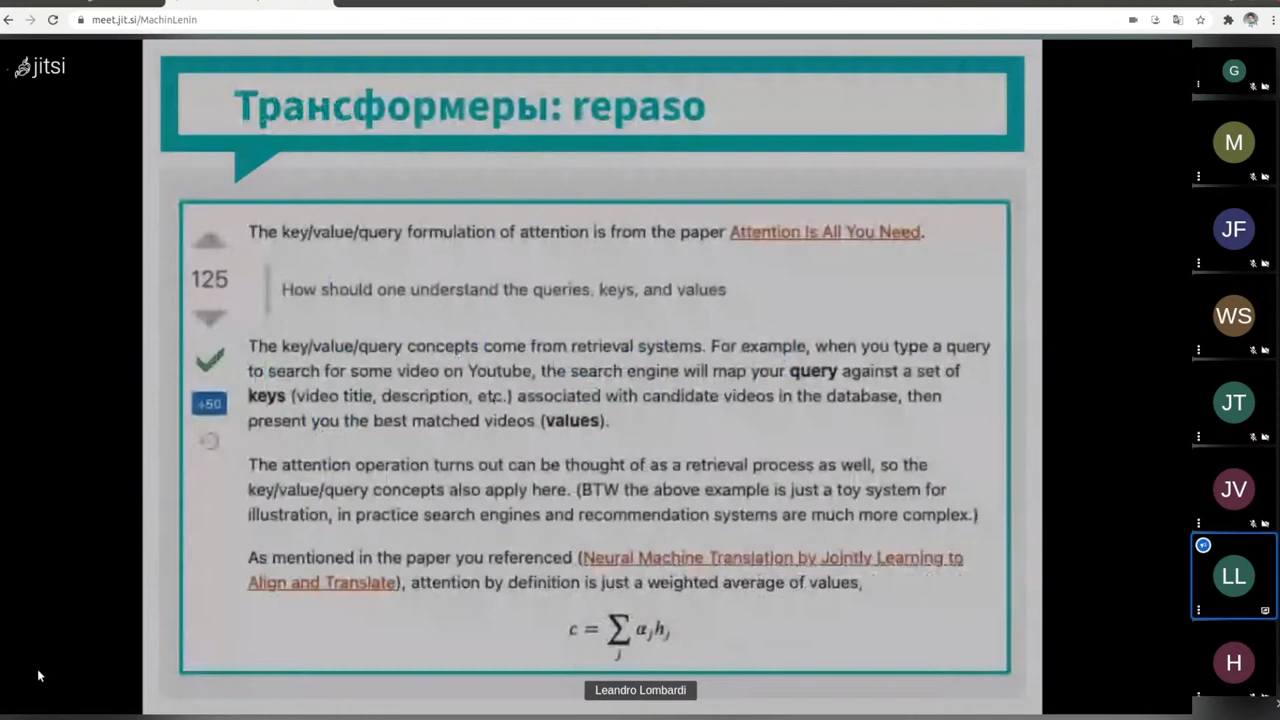 meet.jit.si/MachinLenin
jitsi
Трансформеры: repaso
The key/value/query formulation of attention is from the paper Attention Is All You Need.
125
How should one understand the queries, keys, and values
The key/value/query concepts come from retrieval systems. For example, when you type a query
to search for some video on Youtube, the search engine will map your query against a set of
keys (video title, description, etc.) associated with candidate videos in the database, then
+50
present you the best matched videos (values).
The attention operation turns out can be thought of as a retrieval process as well, so the
key/value/query concepts also apply here. (BTW the above example is just a toy system for
illustration, in practice search engines and recommendation systems are much more complex.)
As mentioned in the paper you referenced (Neural Machine Translation by Jointly Learning to
Align and Translate), attention by definition is just a weighted average of values,
c = ∑ⱼ αⱼhⱼ
Leandro Lombardi
G
M
JF
WS
JT
JV
LL
H